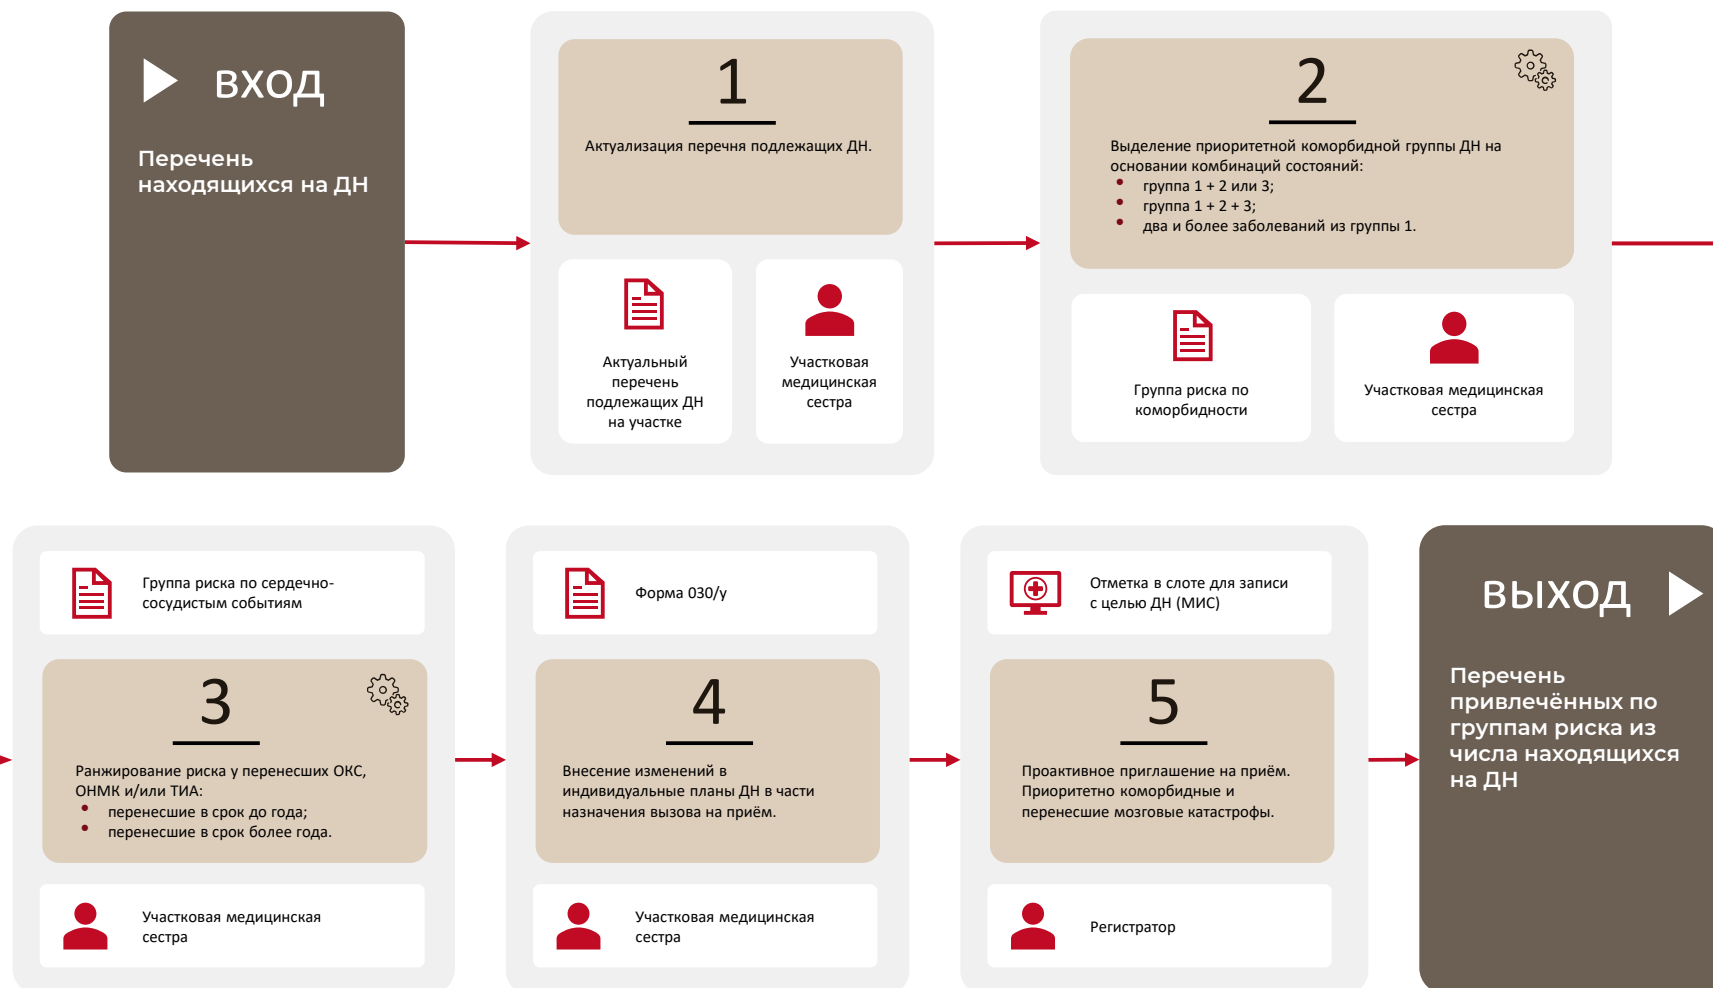 ВХОД
Перечень
находящихся на ДН
1
Актуализация перечня подлежащих ДН.
Актуальный
перечень
подлежащих ДН
на участке
Участковая
медицинская
сестра
2
Выделение приоритетной коморбидной группы ДН на
основании комбинаций состояний:
• группа 1 + 2 или 3;
• группа 1 + 2 + 3;
• два и более заболеваний из группы 1.
Группа риска по
коморбидности
Участковая медицинская
сестра
Группа риска по сердечно-
сосудистым событиям
3
Ранжирование риска у перенесших ОКС,
ОНМК и/или ТИА:
• перенесшие в срок до года;
• перенесшие в срок более года.
Участковая медицинская
сестра
Форма 030/у
4
Внесение изменений в
индивидуальные планы ДН в части
назначения вызова на приём.
Участковая медицинская
сестра
Отметка в слоте для записи
с целью ДН (МИС)
5
Проактивное приглашение на приём.
Приоритетно коморбидные и
перенесшие мозговые катастрофы.
Регистратор
ВЫХОД
Перечень
привлечённых по
группам риска из
числа находящихся
на ДН